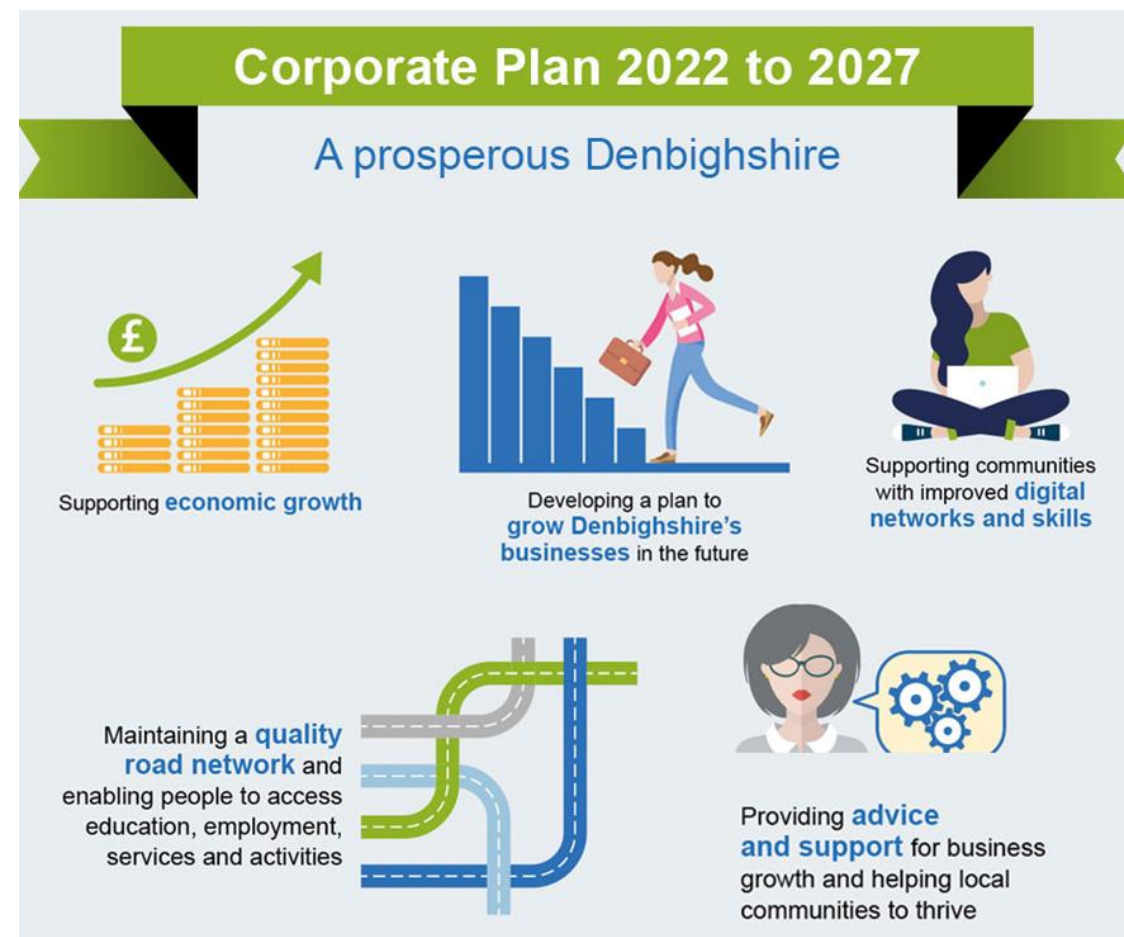 Corporate Plan 2022 to 2027
A prosperous Denbighshire
£
Supporting economic growth
Developing a plan to
grow Denbighshire's
businesses in the future
Supporting communities
with improved digital
networks and skills
Maintaining a quality
road network and
enabling people to access
education, employment,
services and activities
Providing advice
and support for business
growth and helping local
communities to thrive